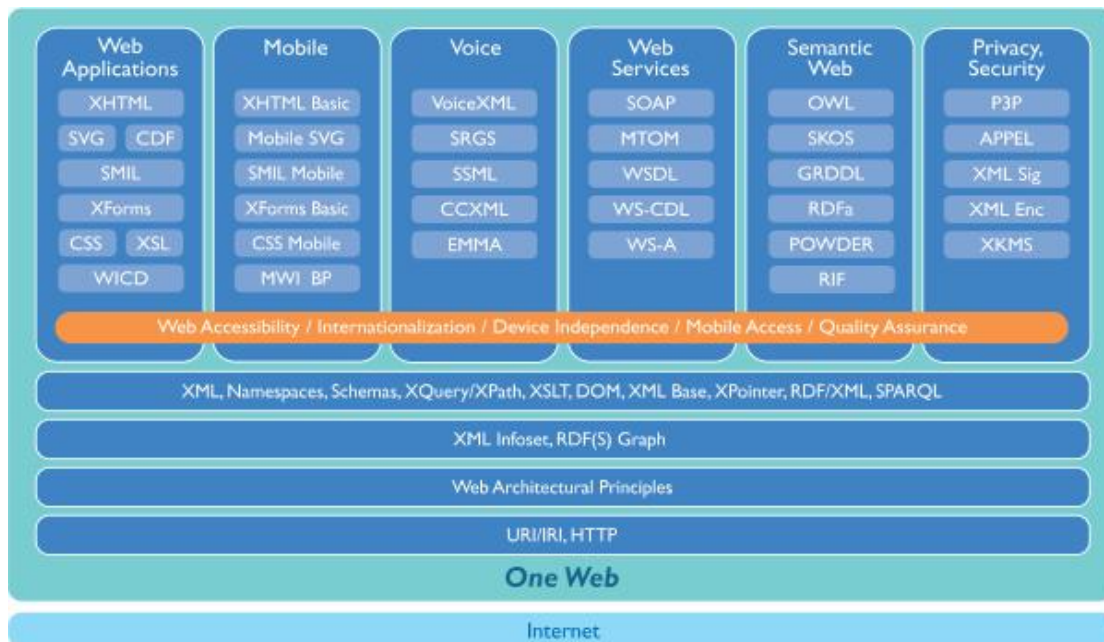 Web
Applications
XHTML
SVG CDF
SMIL
XForms
CSS XSL
WICD
Mobile
XHTML Basic
Mobile SVG
SMIL Mobile
XForms Basic
CSS Mobile
MWI BP
Voice
VoiceXML
SRGS
SSML
CCXML
EMMA
Web
Services
SOAP
MTOM
WSDL
WS-CDL
WS-A
Semantic
Web
OWL
SKOS
GRDDL
RDFa
POWDER
RIF
Privacy,
Security
P3P
APPEL
XML Sig
XML Enc
XKMS
Web Accessibility / Internationalization / Device Independence / Mobile Access / Quality Assurance
XML, Namespaces, Schemas, XQuery/XPath, XSLT, DOM, XML Base, XPointer, RDF/XML, SPARQL
XML Infoset, RDF(S) Graph
Web Architectural Principles
URI/IRI, HTTP
One Web
Internet